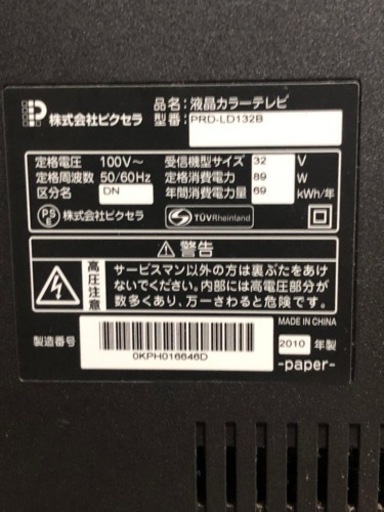 株式会社ピクセラ
品名：液晶カラーテレビ
型番：PRD-LD132B
定格電圧 100V～
定格周波数 50/60Hz
区分名 DN
受信機型サイズ 32 V
定格消費電力 89 W
年間消費電力量 69 kWh/年
PS E 株式会社ピクセラ
TÜVRheinland
警告
高圧注意
サービスマン以外の方は裏ぶたをあけ
ないでください。内部には高電圧部分が
数多くあり、万一さわると危険です。
MADE IN CHINA
製造番号
0KPH016646D
2010 年製
-paper-